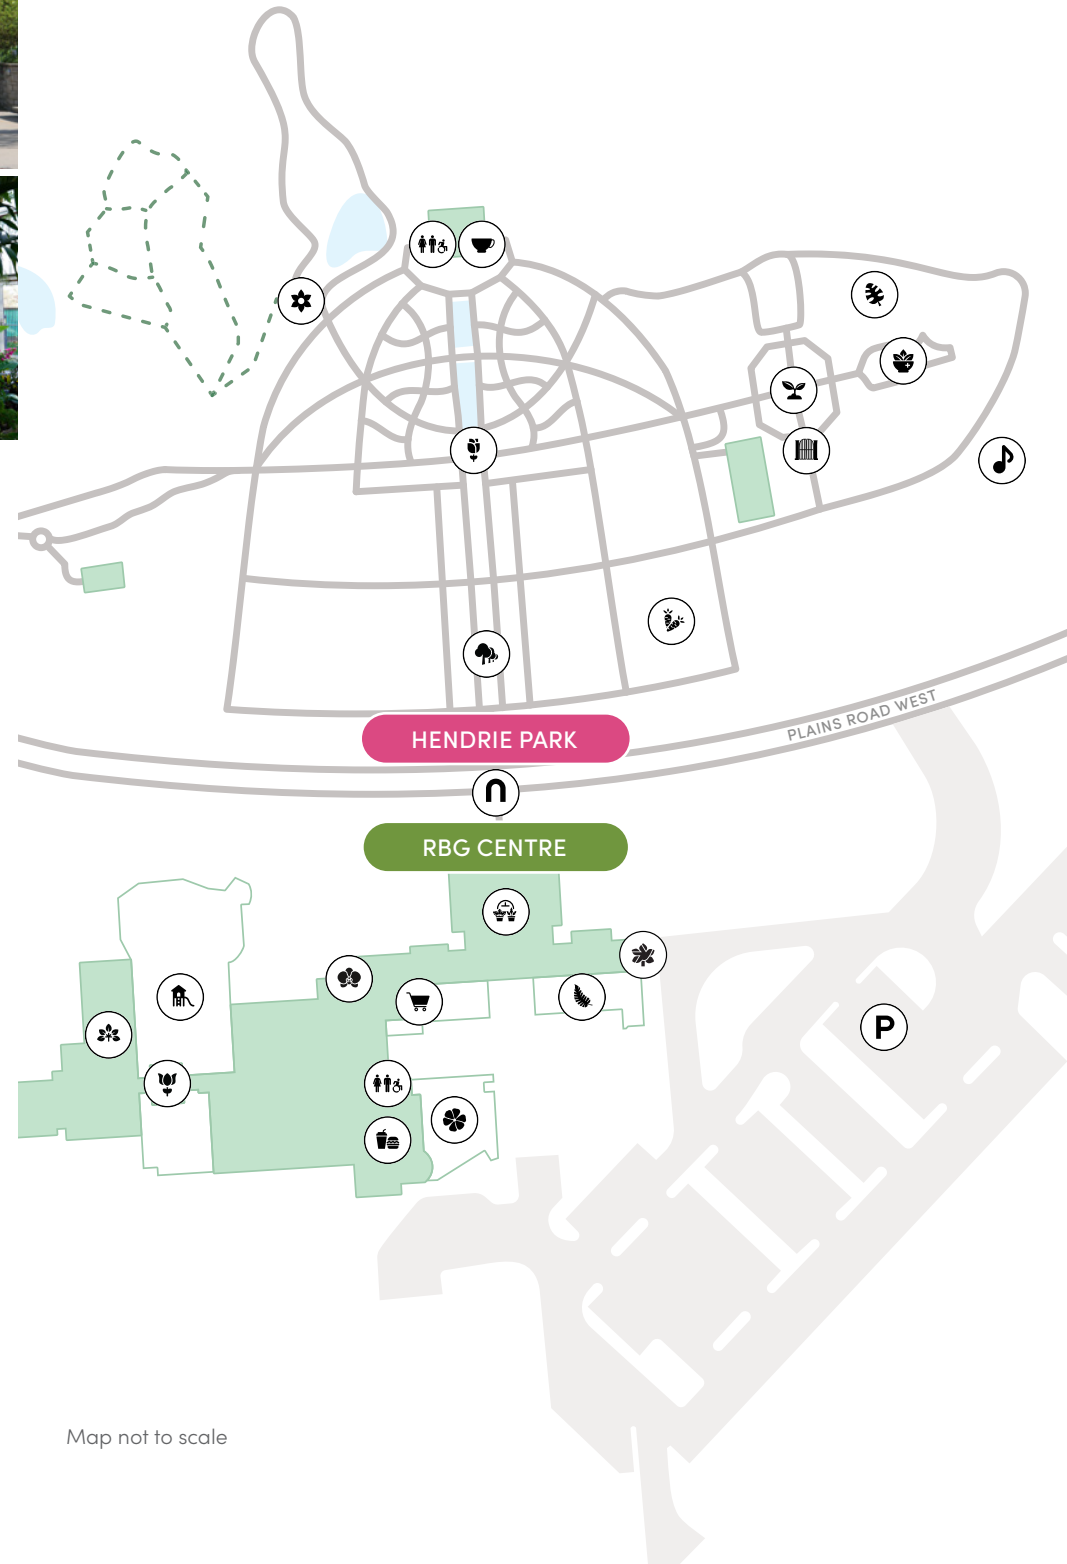 PLAINS ROAD WEST
HENDRIE PARK
RBG CENTRE
P
Map not to scale